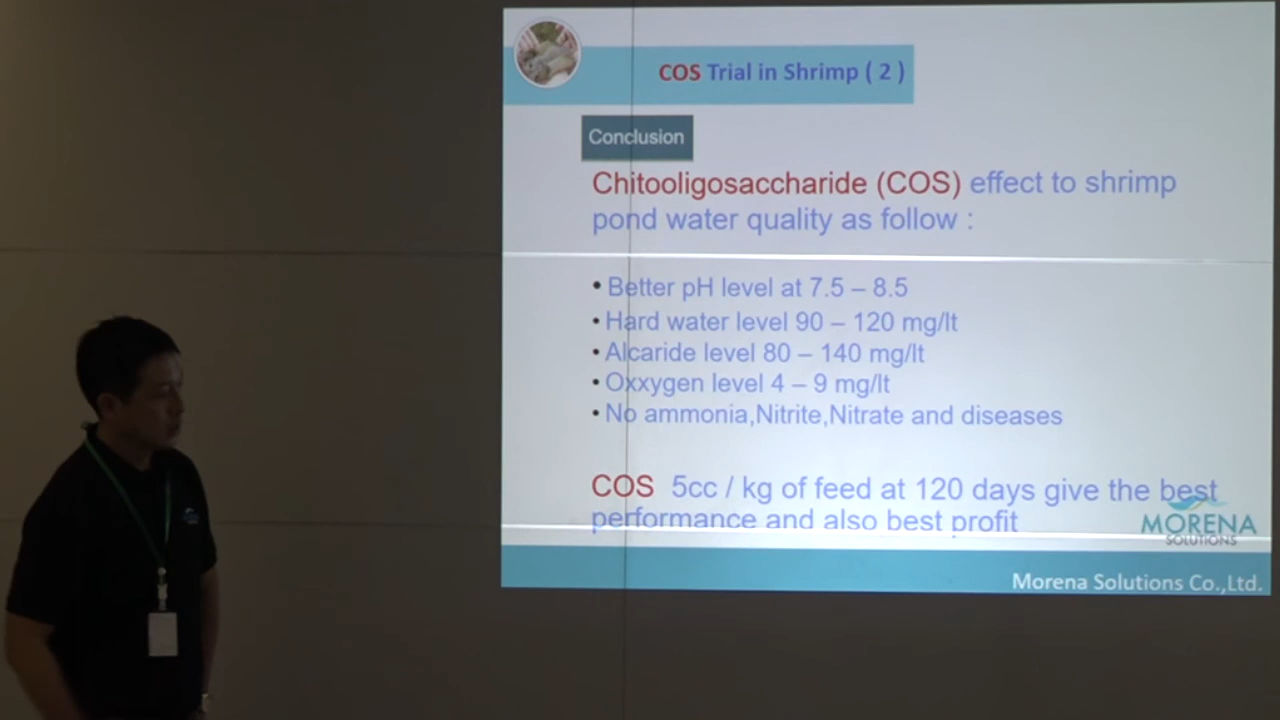 COS Trial in Shrimp ( 2 )
Conclusion
Chitooligosaccharide (COS) effect to shrimp
pond water quality as follow :
• Better pH level at 7.5 – 8.5
• Hard water level 90 – 120 mg/lt
• Alcaride level 80 – 140 mg/lt
• Oxxygen level 4 – 9 mg/lt
• No ammonia,Nitrite,Nitrate and diseases
COS 5cc / kg of feed at 120 days give the best
performance and also best profit
MORENA
SOLUTIONS
Morena Solutions Co.,Ltd.